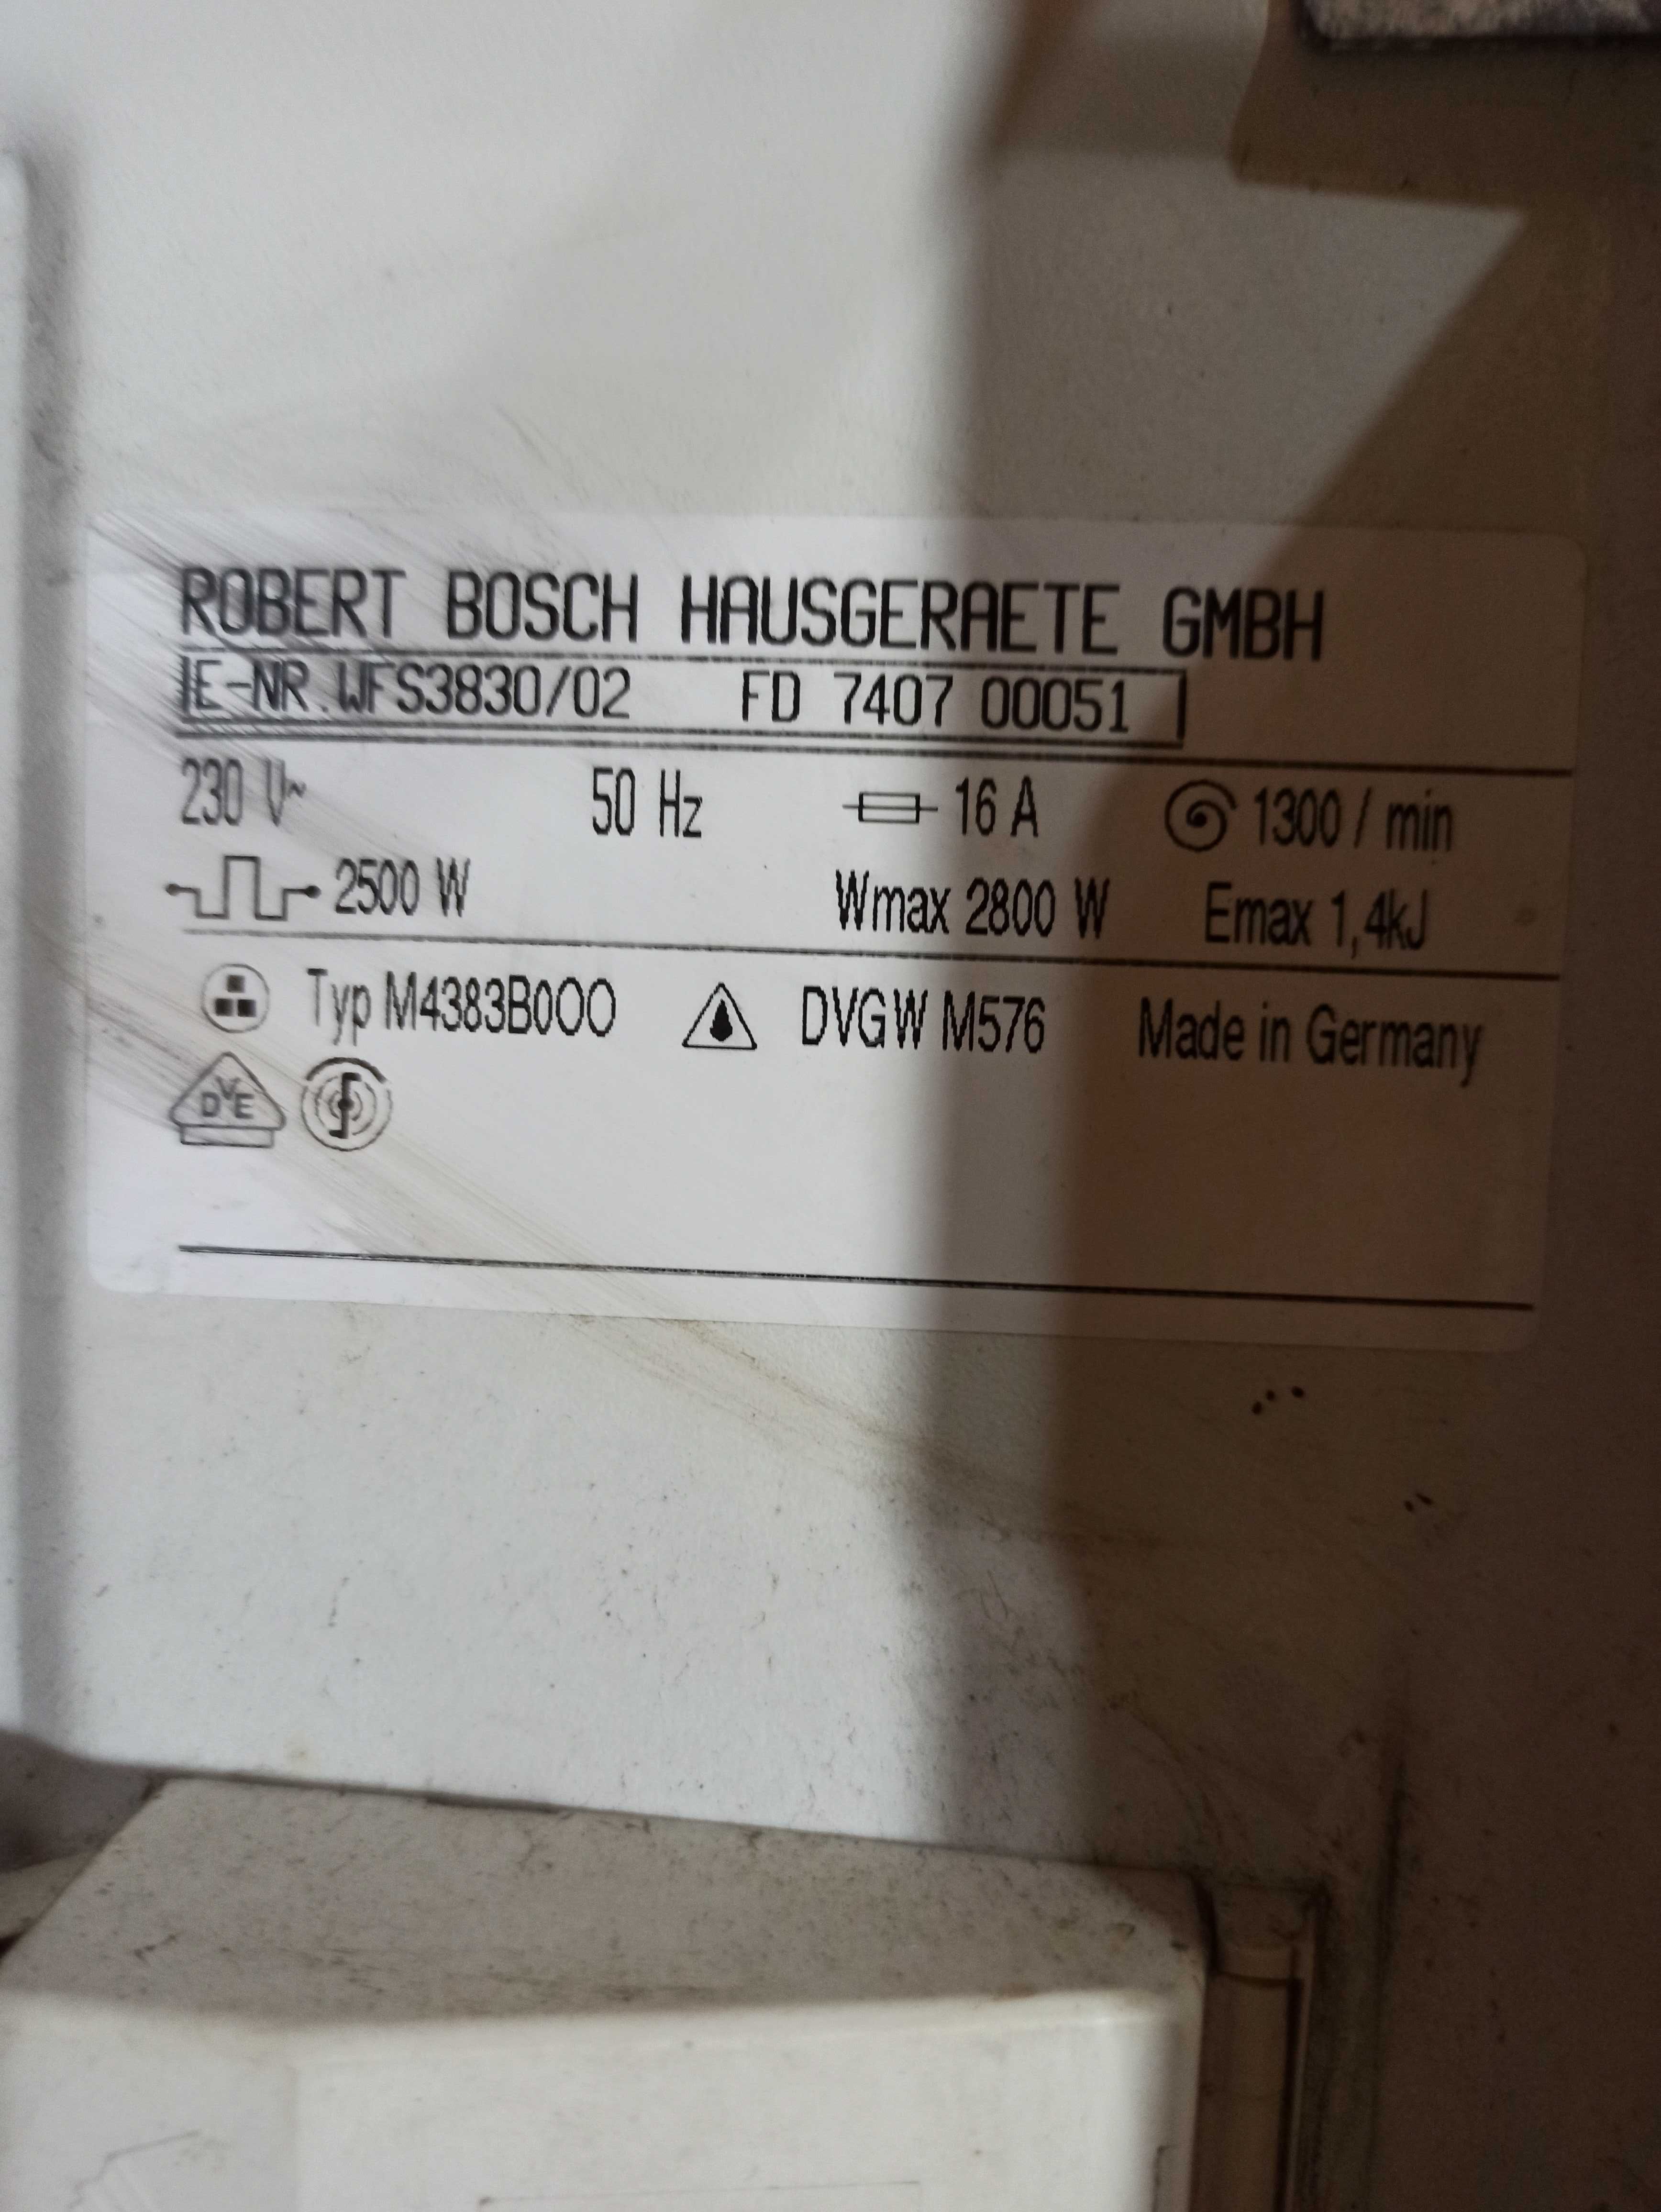 ROBERT BOSCH HAUSGERAETE GMBH
E-NR.WFS3830/02 FD 7407 00051
230 V~ 50 Hz 16 A 1300 / min
2500 W Wmax 2800 W Emax 1,4kJ
Typ M4383B000 DVGW M576 Made in Germany
DVE